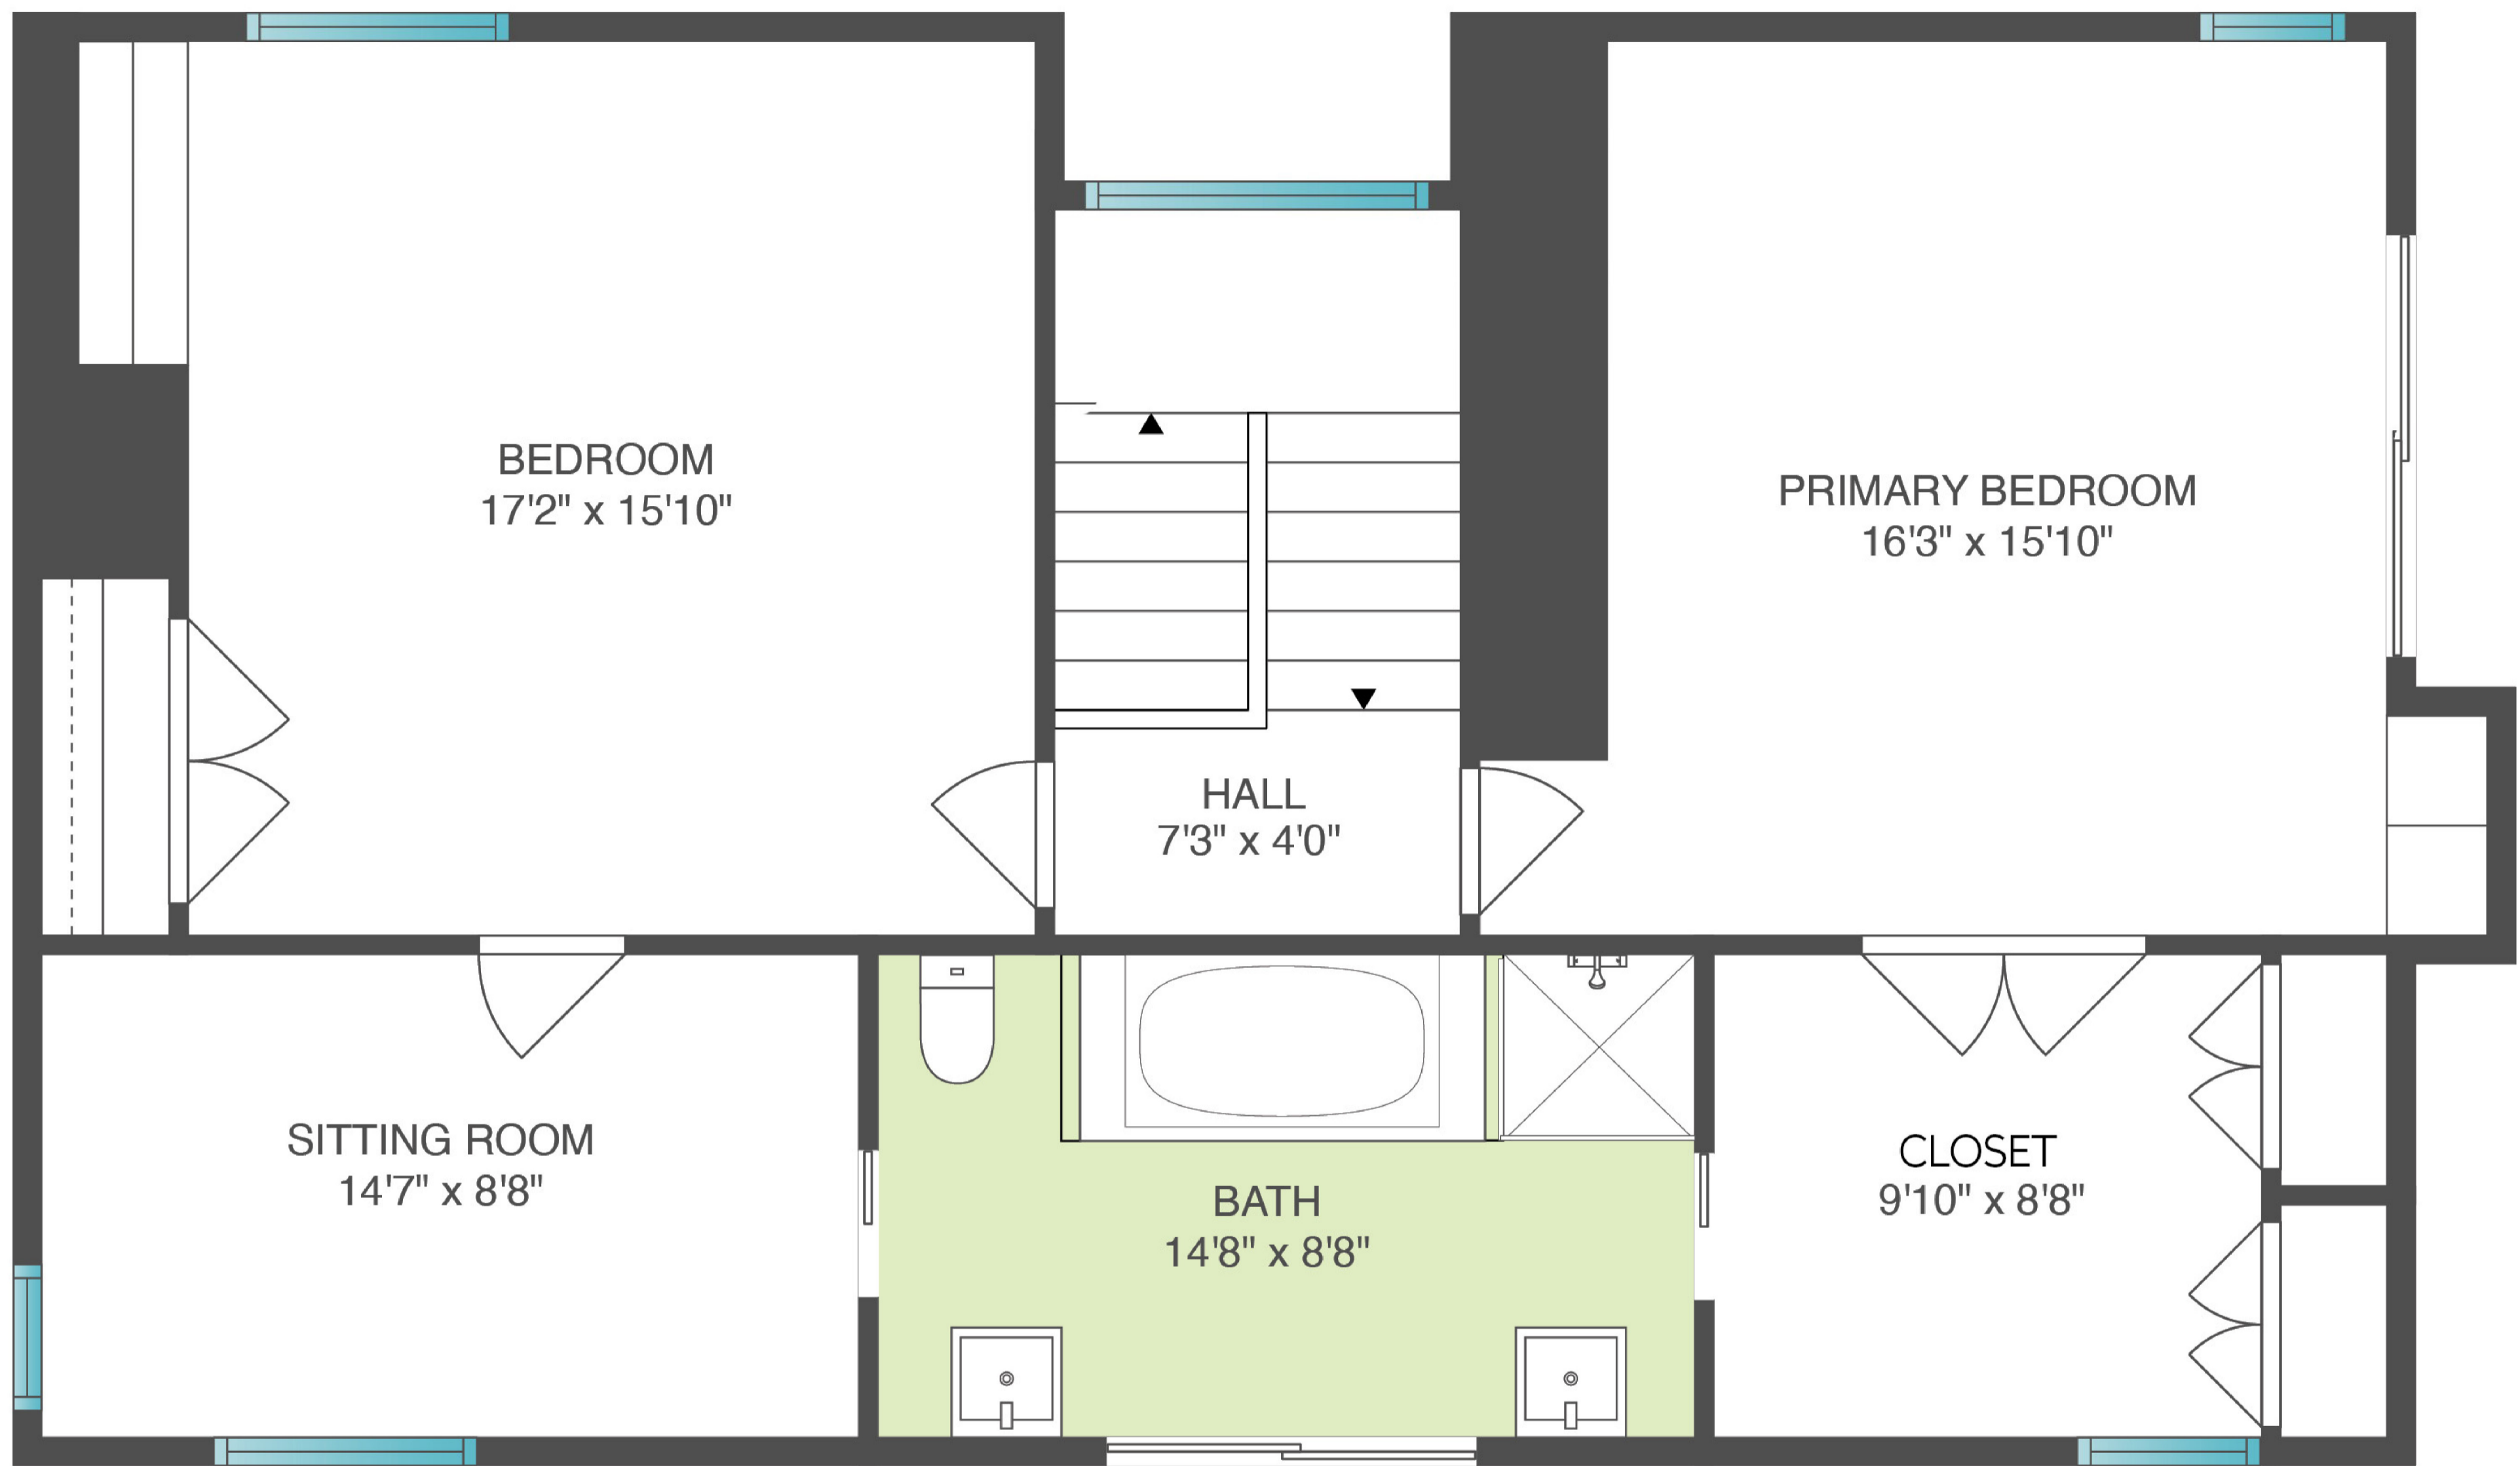 BEDROOM
17'2" x 15'10"
PRIMARY BEDROOM
16'3" x 15'10"
HALL
7'3" x 4'0"
SITTING ROOM
14'7" x 8'8"
BATH
14'8" x 8'8"
CLOSET
9'10" x 8'8"